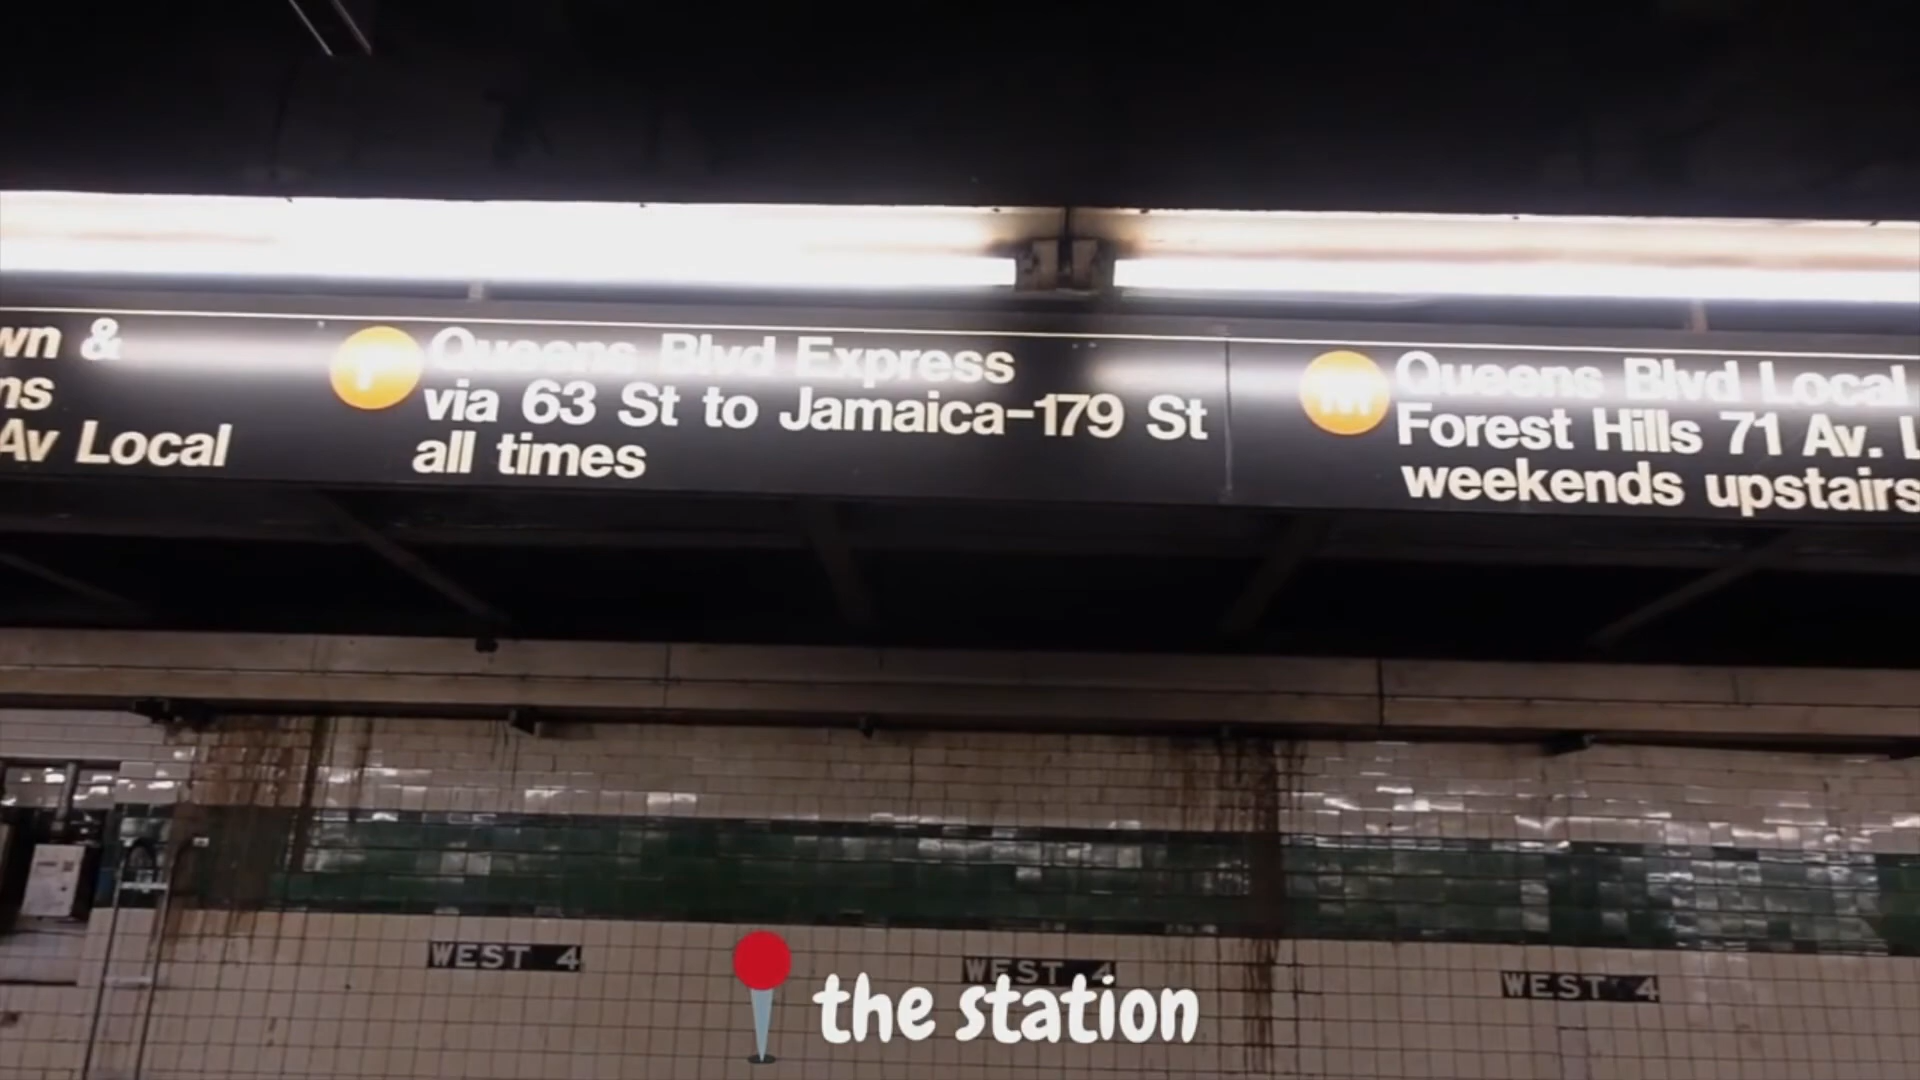 wn &
ns
Av Local
F Queens Blvd Express
via 63 St to Jamaica-179 St
all times
M Queens Blvd Local
Forest Hills 71 Av. L
weekends upstairs
WEST 4
WEST 4
WEST 4
the station